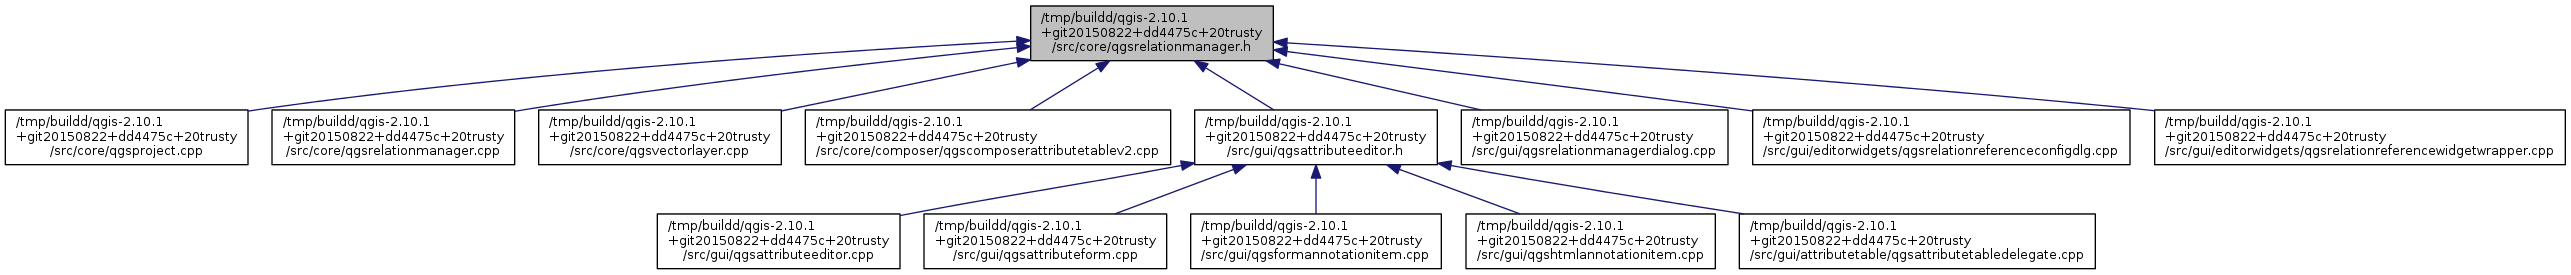 /tmp/buildd/qgis-2.10.1
+git20150822+dd4475c+20trusty
/src/core/qgsrelationmanager.h
/tmp/buildd/qgis-2.10.1
+git20150822+dd4475c+20trusty
/src/core/qgsproject.cpp
/tmp/buildd/qgis-2.10.1
+git20150822+dd4475c+20trusty
/src/core/qgsrelationmanager.cpp
/tmp/buildd/qgis-2.10.1
+git20150822+dd4475c+20trusty
/src/core/qgsvectorlayer.cpp
/tmp/buildd/qgis-2.10.1
+git20150822+dd4475c+20trusty
/src/core/composer/qgscomposerattributetablev2.cpp
/tmp/buildd/qgis-2.10.1
+git20150822+dd4475c+20trusty
/src/gui/qgsattributeeditor.h
/tmp/buildd/qgis-2.10.1
+git20150822+dd4475c+20trusty
/src/gui/qgsrelationmanagerdialog.cpp
/tmp/buildd/qgis-2.10.1
+git20150822+dd4475c+20trusty
/src/gui/editorwidgets/qgsrelationreferenceconfigdlg.cpp
/tmp/buildd/qgis-2.10.1
+git20150822+dd4475c+20trusty
/src/gui/editorwidgets/qgsrelationreferencewidgetwrapper.cpp
/tmp/buildd/qgis-2.10.1
+git20150822+dd4475c+20trusty
/src/gui/qgsattributeeditor.cpp
/tmp/buildd/qgis-2.10.1
+git20150822+dd4475c+20trusty
/src/gui/qgsattributeform.cpp
/tmp/buildd/qgis-2.10.1
+git20150822+dd4475c+20trusty
/src/gui/qgsformannotationitem.cpp
/tmp/buildd/qgis-2.10.1
+git20150822+dd4475c+20trusty
/src/gui/qgshtmlannotationitem.cpp
/tmp/buildd/qgis-2.10.1
+git20150822+dd4475c+20trusty
/src/gui/attributetable/qgsattributetabledelegate.cpp